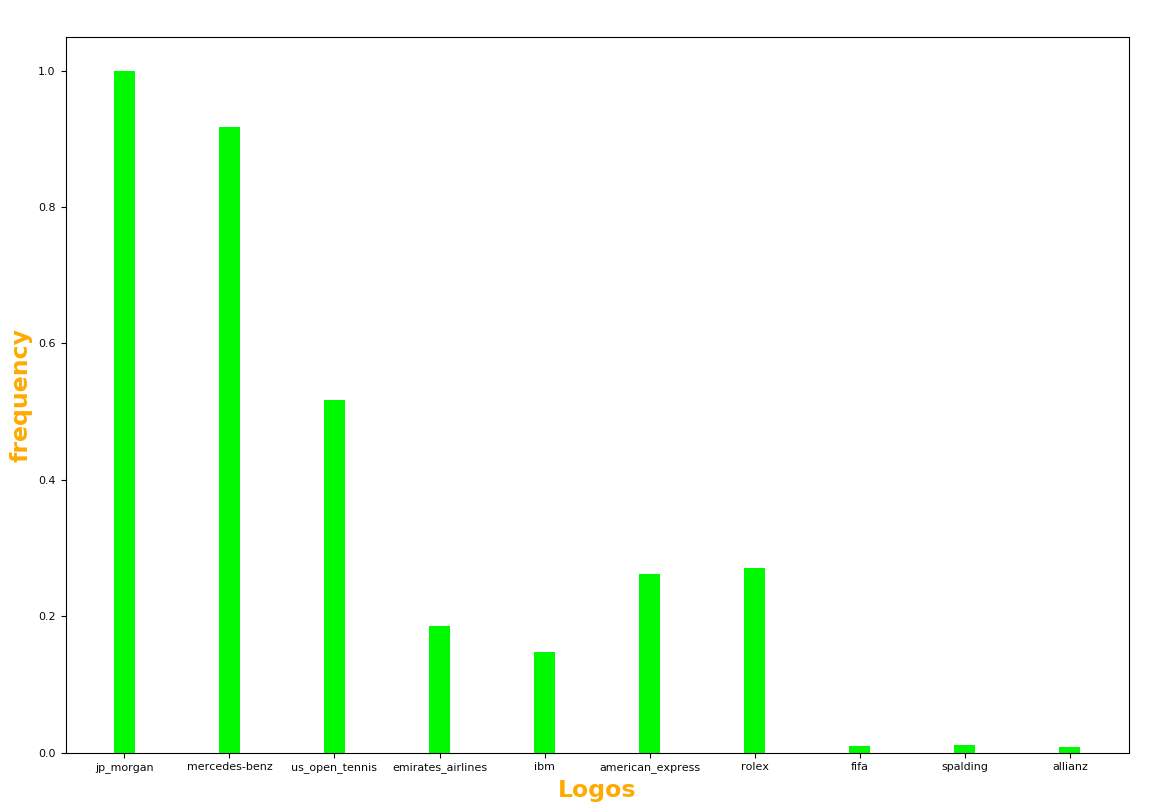 1.0
0.8
0.6
0.4
0.2
0.0
frequency
jp_morgan mercedes-benz us_open_tennis emirates_airlines ibm american_express rolex fifa spalding allianz
Logos